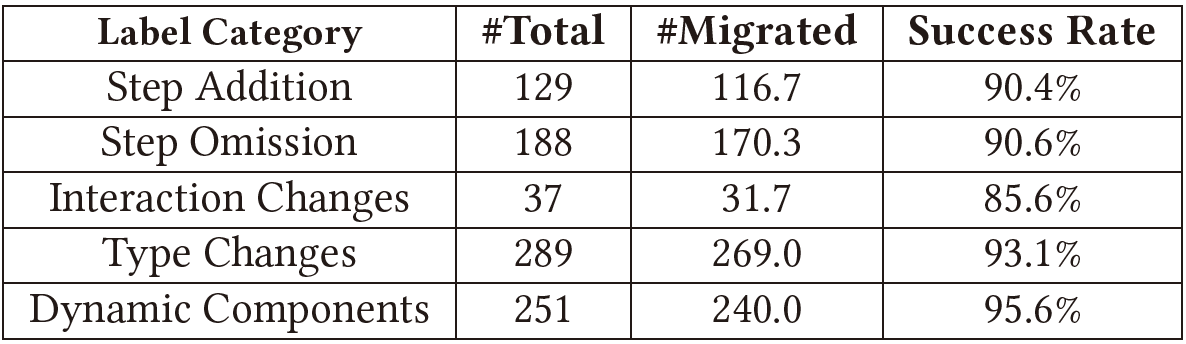 Label Category #Total #Migrated Success Rate
Step Addition 129 116.7 90.4%
Step Omission 188 170.3 90.6%
Interaction Changes 37 31.7 85.6%
Type Changes 289 269.0 93.1%
Dynamic Components 251 240.0 95.6%